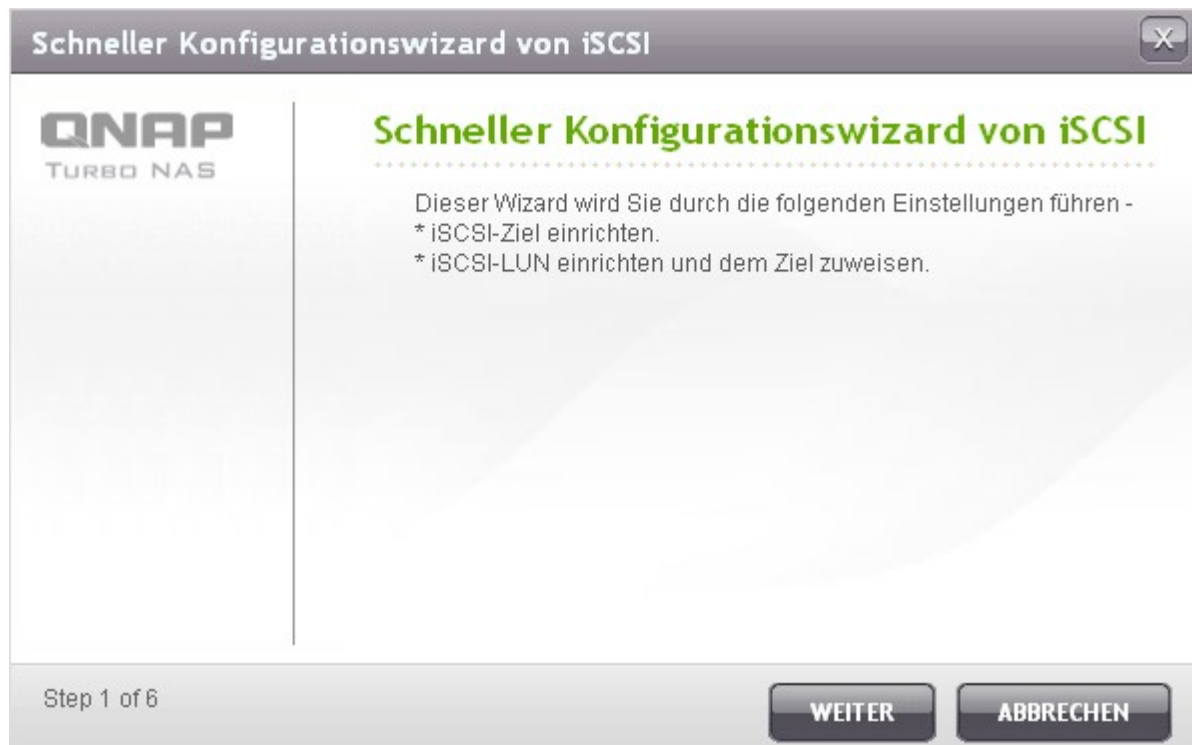 Schneller Konfigurationswizard von iSCSI
X
QNAP
TURBO NAS
Schneller Konfigurationswizard von iSCSI
Dieser Wizard wird Sie durch die folgenden Einstellungen führen -
* iSCSI-Ziel einrichten.
* iSCSI-LUN einrichten und dem Ziel zuweisen.
Step 1 of 6
WEITER
ABBRECHEN